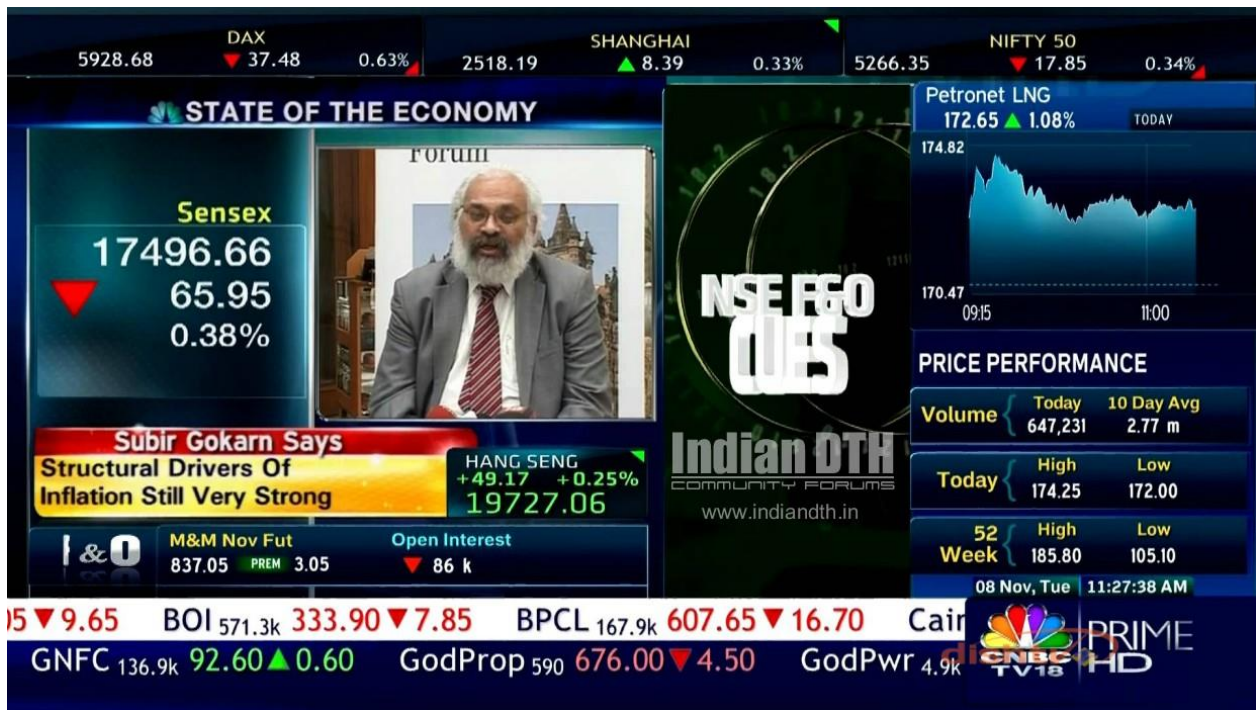 DAX
5928.68 ▼ 37.48 0.63%
SHANGHAI
2518.19 ▲ 8.39 0.33%
NIFTY 50
5266.35 ▼ 17.85 0.34%
STATE OF THE ECONOMY
Sensex
17496.66
▼ 65.95
0.38%
Forum
Subir Gokarn Says
Structural Drivers Of
Inflation Still Very Strong
HANG SENG
+49.17 +0.25%
19727.06
& O
M&M Nov Fut
837.05 PREM 3.05
Open Interest
▼ 86 k
NSE F&O
CUES
Indian DTH
COMMUNITY FORUMS
www.indiandth.in
Petronet LNG
172.65 ▲ 1.08% TODAY
174.82
170.47
09:15 11:00
PRICE PERFORMANCE
Volume
Today 10 Day Avg
647,231 2.77 m
Today
High Low
174.25 172.00
52
Week
High Low
185.80 105.10
08 Nov, Tue 11:27:38 AM
05 ▼ 9.65 BOI 571.3k 333.90 ▼ 7.85 BPCL 167.9k 607.65 ▼ 16.70 Cair
GNFC 136.9k 92.60 ▲ 0.60 GodProp 590 676.00 ▼ 4.50 GodPwr 4.9k
CNBC
TV18
PRIME
HD